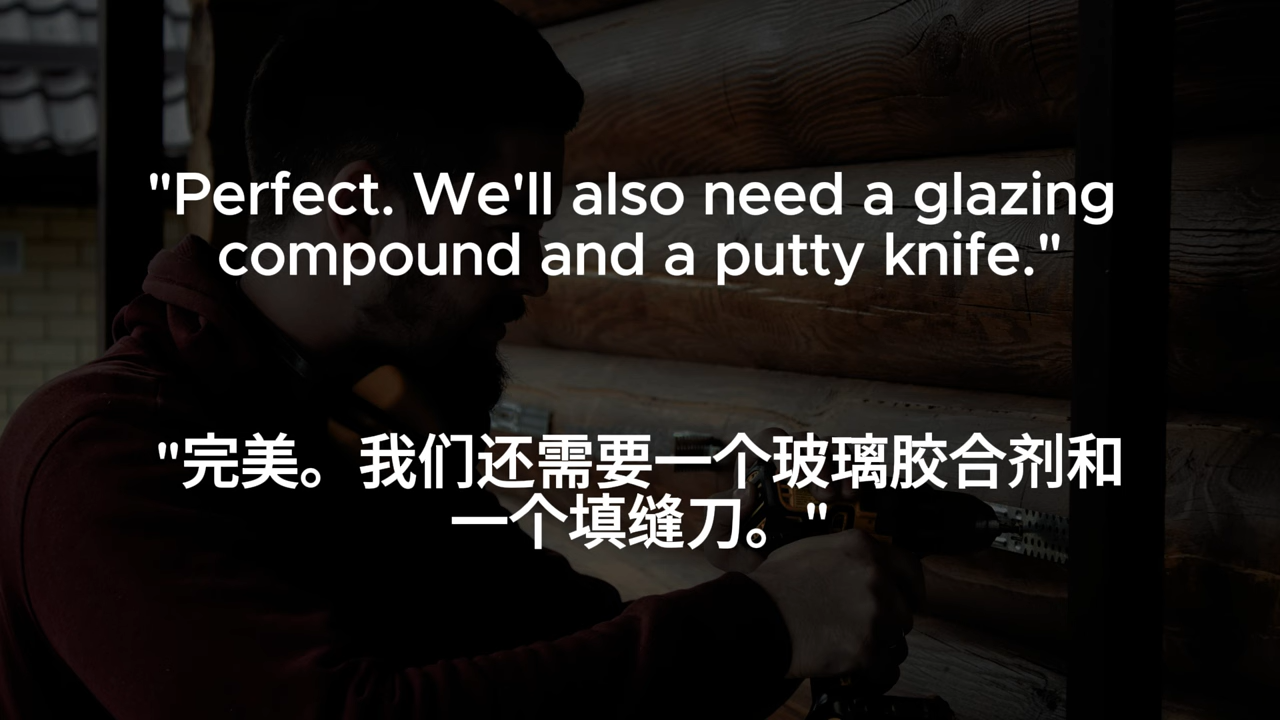 "Perfect. We'll also need a glazing
compound and a putty knife."
"完美。我们还需要一个玻璃胶合剂和
一个填缝刀。"